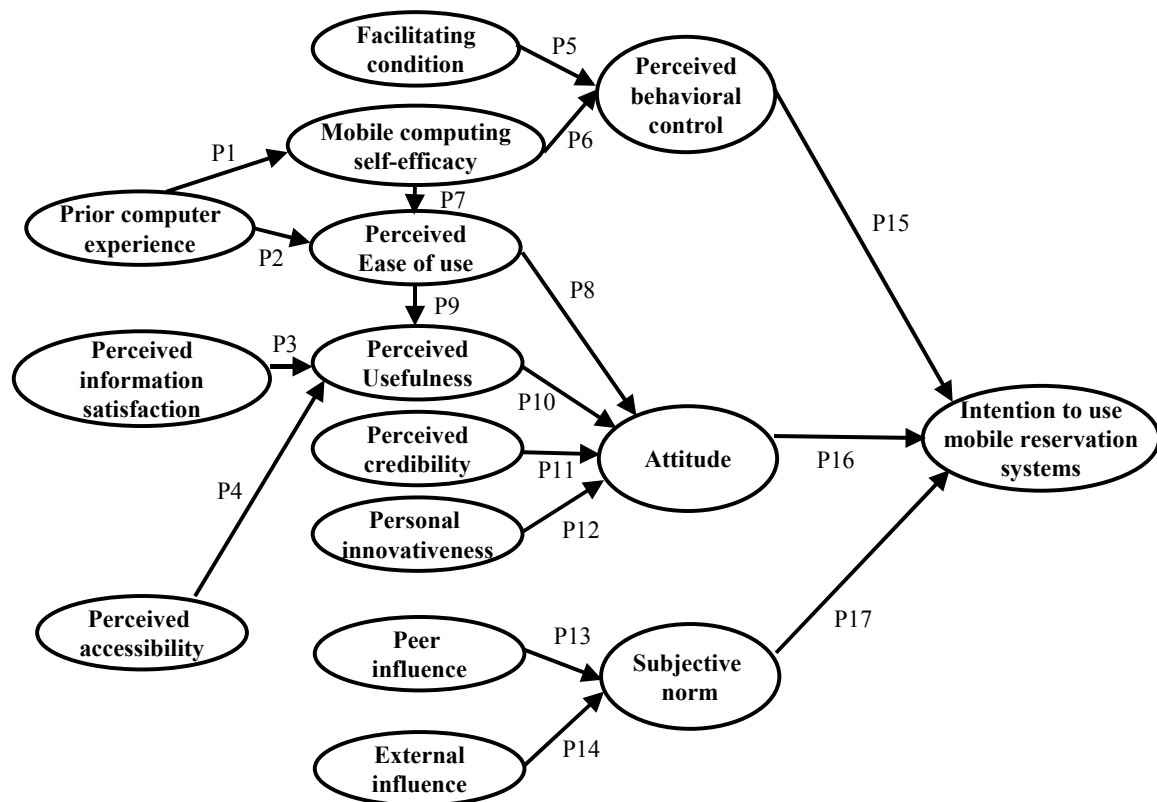 Facilitating
condition
P5
Perceived
behavioral
control
Mobile computing
self-efficacy
P6
P1
P7
Prior computer
experience
P2
Perceived
Ease of use
P15
P8
P9
Perceived
information
satisfaction
P3
Perceived
Usefulness
P10
Intention to use
mobile reservation
systems
Perceived
credibility
P11
Attitude
P16
P4
Personal
innovativeness
P12
Perceived
accessibility
Peer
influence
P13
Subjective
norm
P17
External
influence
P14